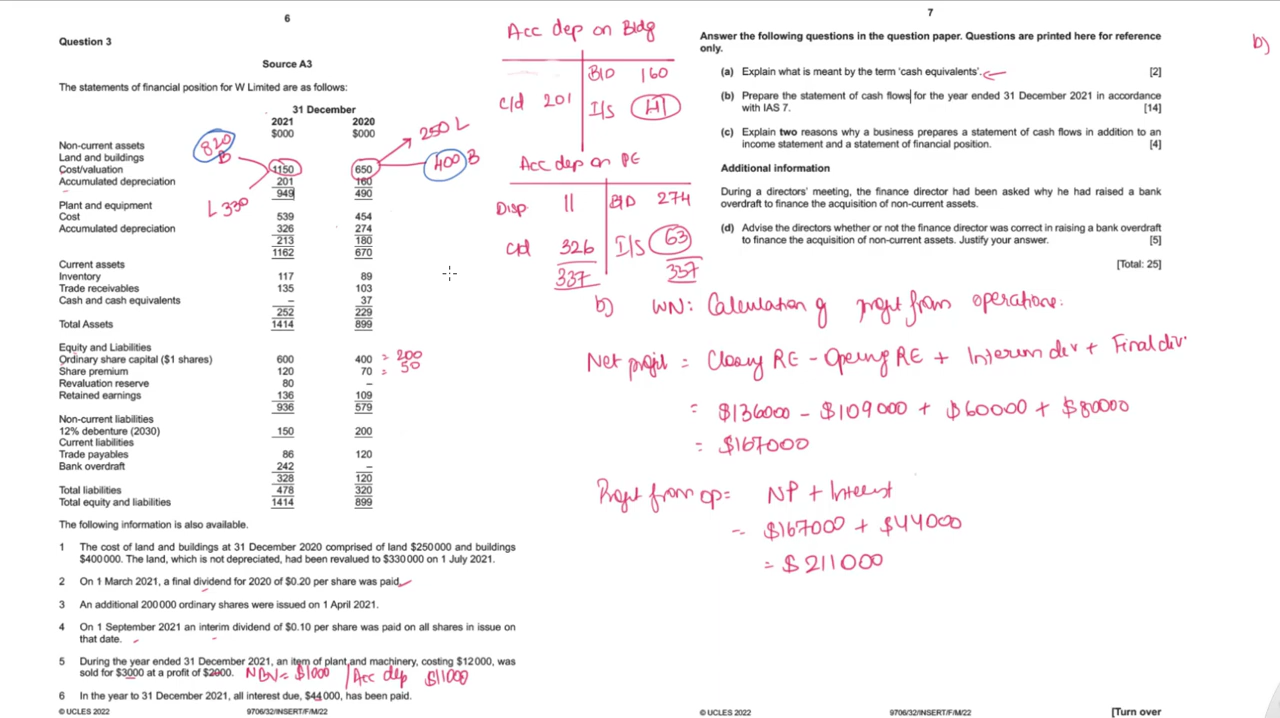 6
Question 3
Source A3
The statements of financial position for W Limited are as follows:
31 December
2021 2020
$000 $000
Non-current assets
Land and buildings
Cost/valuation 1150 650
Accumulated depreciation 201 160
949 490
Plant and equipment
Cost 539 454
Accumulated depreciation 326 274
213 180
1162 670
Current assets
Inventory 117 89
Trade receivables 135 103
Cash and cash equivalents – 37
252 229
Total Assets 1414 899
Equity and Liabilities
Ordinary share capital ($1 shares) 600 400 = 200
Share premium 120 70 = 50
Revaluation reserve 80 –
Retained earnings 136 109
936 579
Non-current liabilities
12% debenture (2030) 150 200
Current liabilities
Trade payables 86 120
Bank overdraft 242 –
328 120
Total liabilities 478 320
Total equity and liabilities 1414 899
The following information is also available.
1 The cost of land and buildings at 31 December 2020 comprised of land $250000 and buildings
$400000. The land, which is not depreciated, had been revalued to $330000 on 1 July 2021.
2 On 1 March 2021, a final dividend for 2020 of $0.20 per share was paid.
3 An additional 200000 ordinary shares were issued on 1 April 2021.
4 On 1 September 2021 an interim dividend of $0.10 per share was paid on all shares in issue on
that date.
5 During the year ended 31 December 2021, an item of plant and machinery, costing $12000, was
sold for $3000 at a profit of $2000. NBV= $1000 | Acc dep $11000
6 In the year to 31 December 2021, all interest due, $44000, has been paid.
© UCLES 2022 9706/32/INSERT/F/M/22
820
B
L 330
250 L
400 B
Acc dep on Bldg
B/D 160
c/d 201 I/S 41
Acc dep on PE
Disp 11 B/D 274
c/d 326 I/S 63
337 337
7
Answer the following questions in the question paper. Questions are printed here for reference
only.
(a) Explain what is meant by the term 'cash equivalents'. [2]
(b) Prepare the statement of cash flows for the year ended 31 December 2021 in accordance
with IAS 7. [14]
(c) Explain two reasons why a business prepares a statement of cash flows in addition to an
income statement and a statement of financial position. [4]
Additional information
During a directors' meeting, the finance director had been asked why he had raised a bank
overdraft to finance the acquisition of non-current assets.
(d) Advise the directors whether or not the finance director was correct in raising a bank overdraft
to finance the acquisition of non-current assets. Justify your answer. [5]
[Total: 25]
b) WN: Calculation of profit from operations:
Net profit = Closing RE - Opening RE + Interim div + Final div
= $136000 - $109000 + $60000 + $80000
= $167000
Profit from op= NP + Interest
= $167000 + $44000
= $211000
© UCLES 2022 9706/32/INSERT/F/M/22 [Turn over
b)